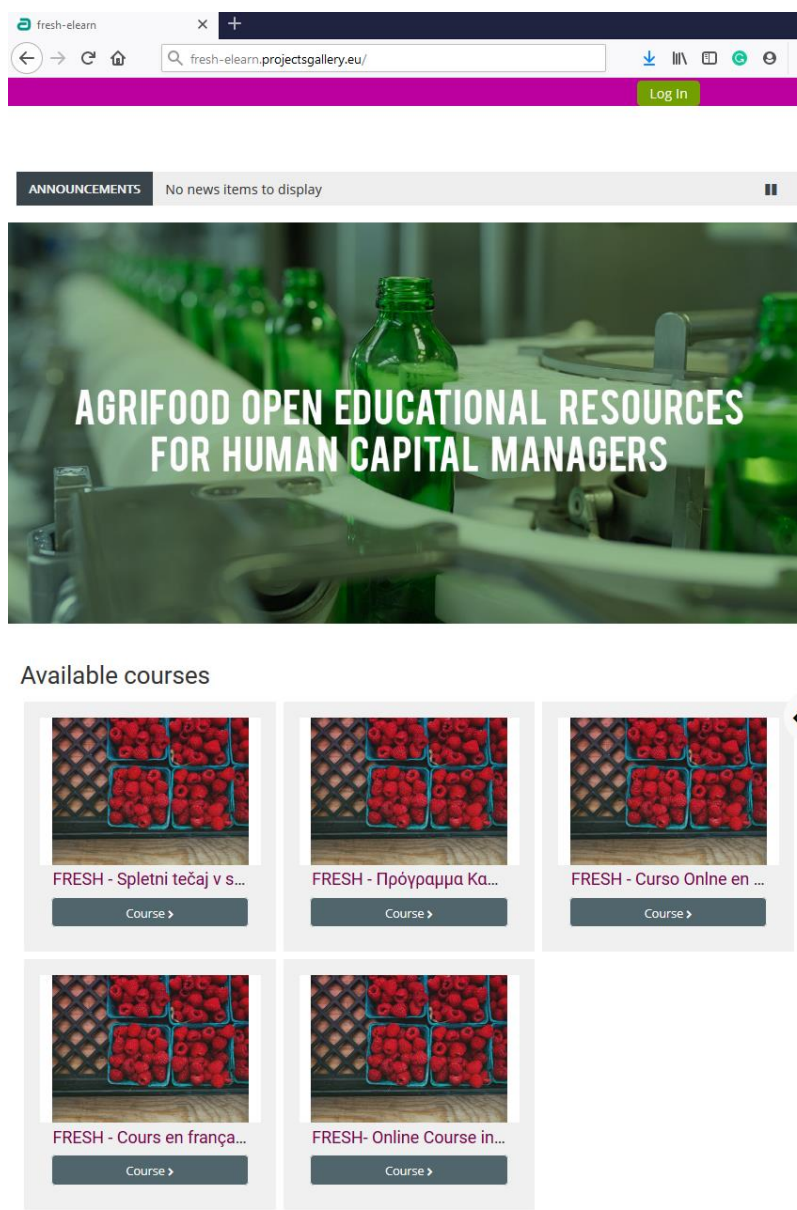 fresh-elearn
fresh-elearn.projectsgallery.eu/
Log In
ANNOUNCEMENTS No news items to display
AGRIFOOD OPEN EDUCATIONAL RESOURCES
FOR HUMAN CAPITAL MANAGERS
Available courses
FRESH - Spletni tečaj v s...
Course
FRESH - Πρόγραμμα Κα...
Course
FRESH - Curso Onlne en ...
Course
FRESH - Cours en frança...
Course
FRESH- Online Course in...
Course